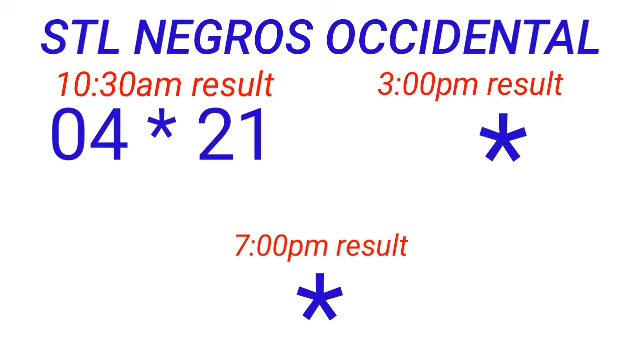 STL NEGROS OCCIDENTAL
10:30am result
04 * 21
3:00pm result
*
7:00pm result
*